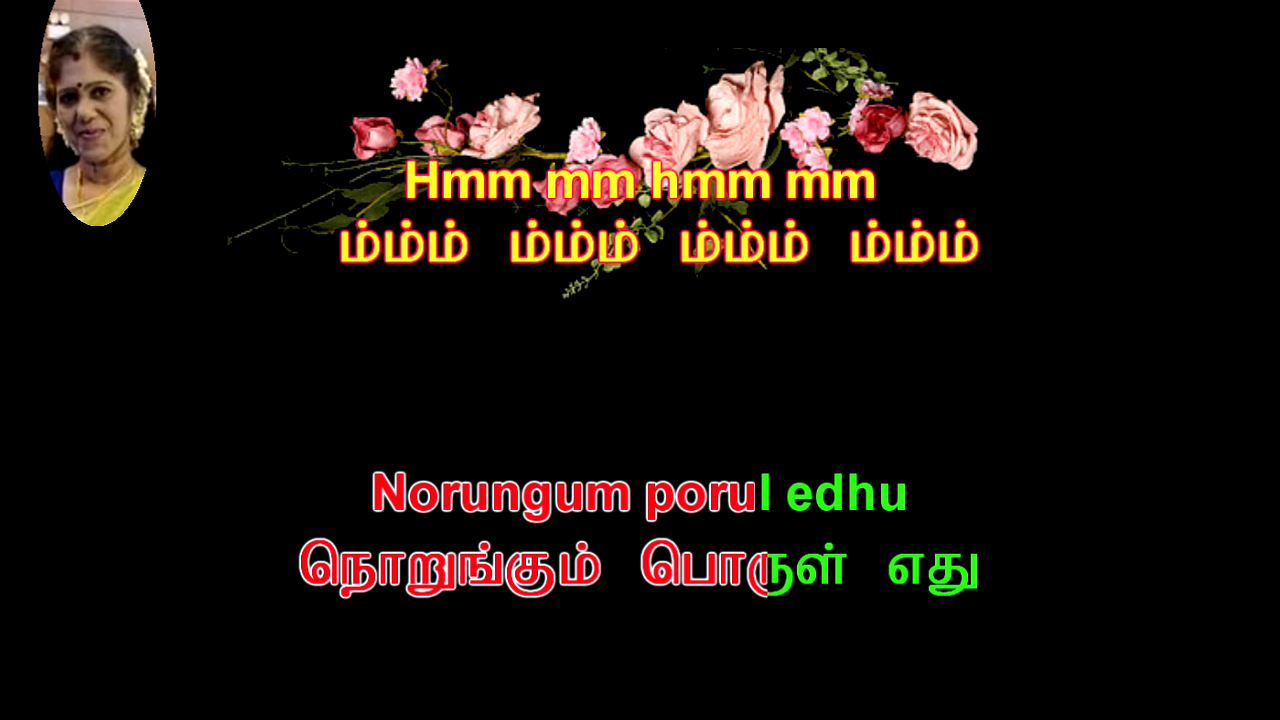 Hmm mm hmm mm
ம்ம்ம் ம்ம்ம் ம்ம்ம் ம்ம்ம்
Norungum porul edhu
நொறுங்கும் பொருள் எது